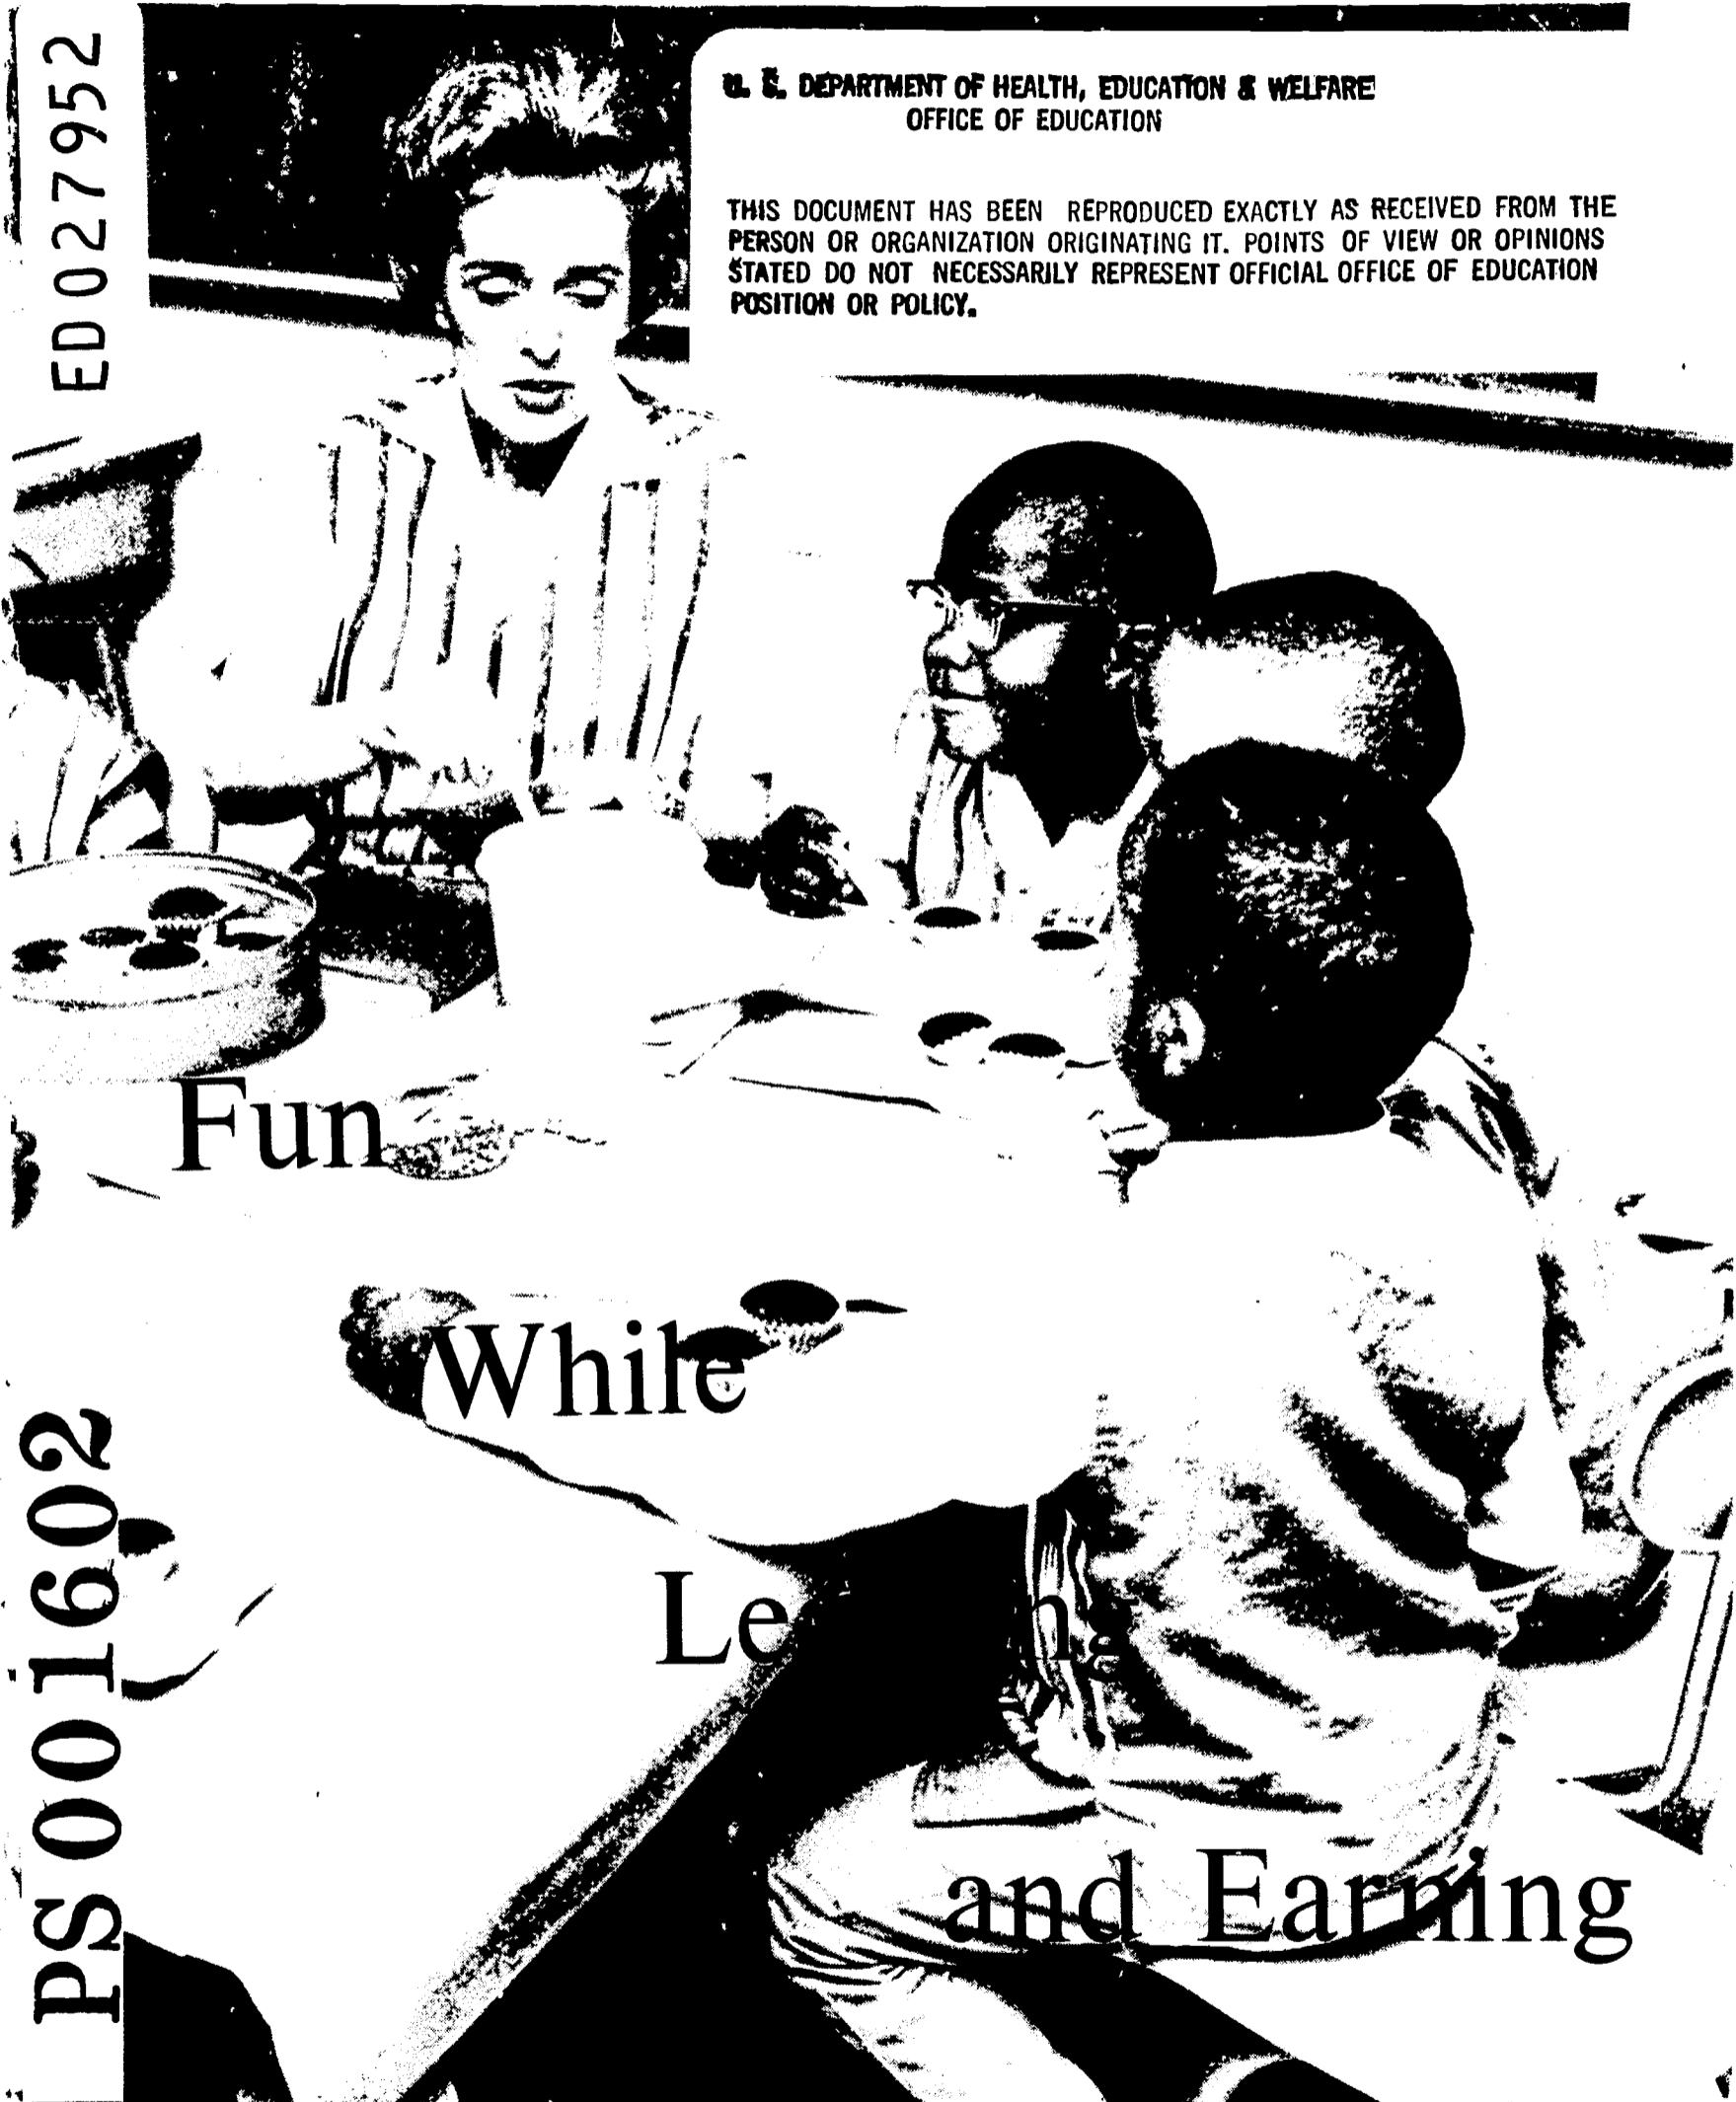 ED027952
U. S. DEPARTMENT OF HEALTH, EDUCATION & WELFARE
OFFICE OF EDUCATION
THIS DOCUMENT HAS BEEN REPRODUCED EXACTLY AS RECEIVED FROM THE
PERSON OR ORGANIZATION ORIGINATING IT. POINTS OF VIEW OR OPINIONS
STATED DO NOT NECESSARILY REPRESENT OFFICIAL OFFICE OF EDUCATION
POSITION OR POLICY.
Fun
While
Le ng
and Earning
PS001602